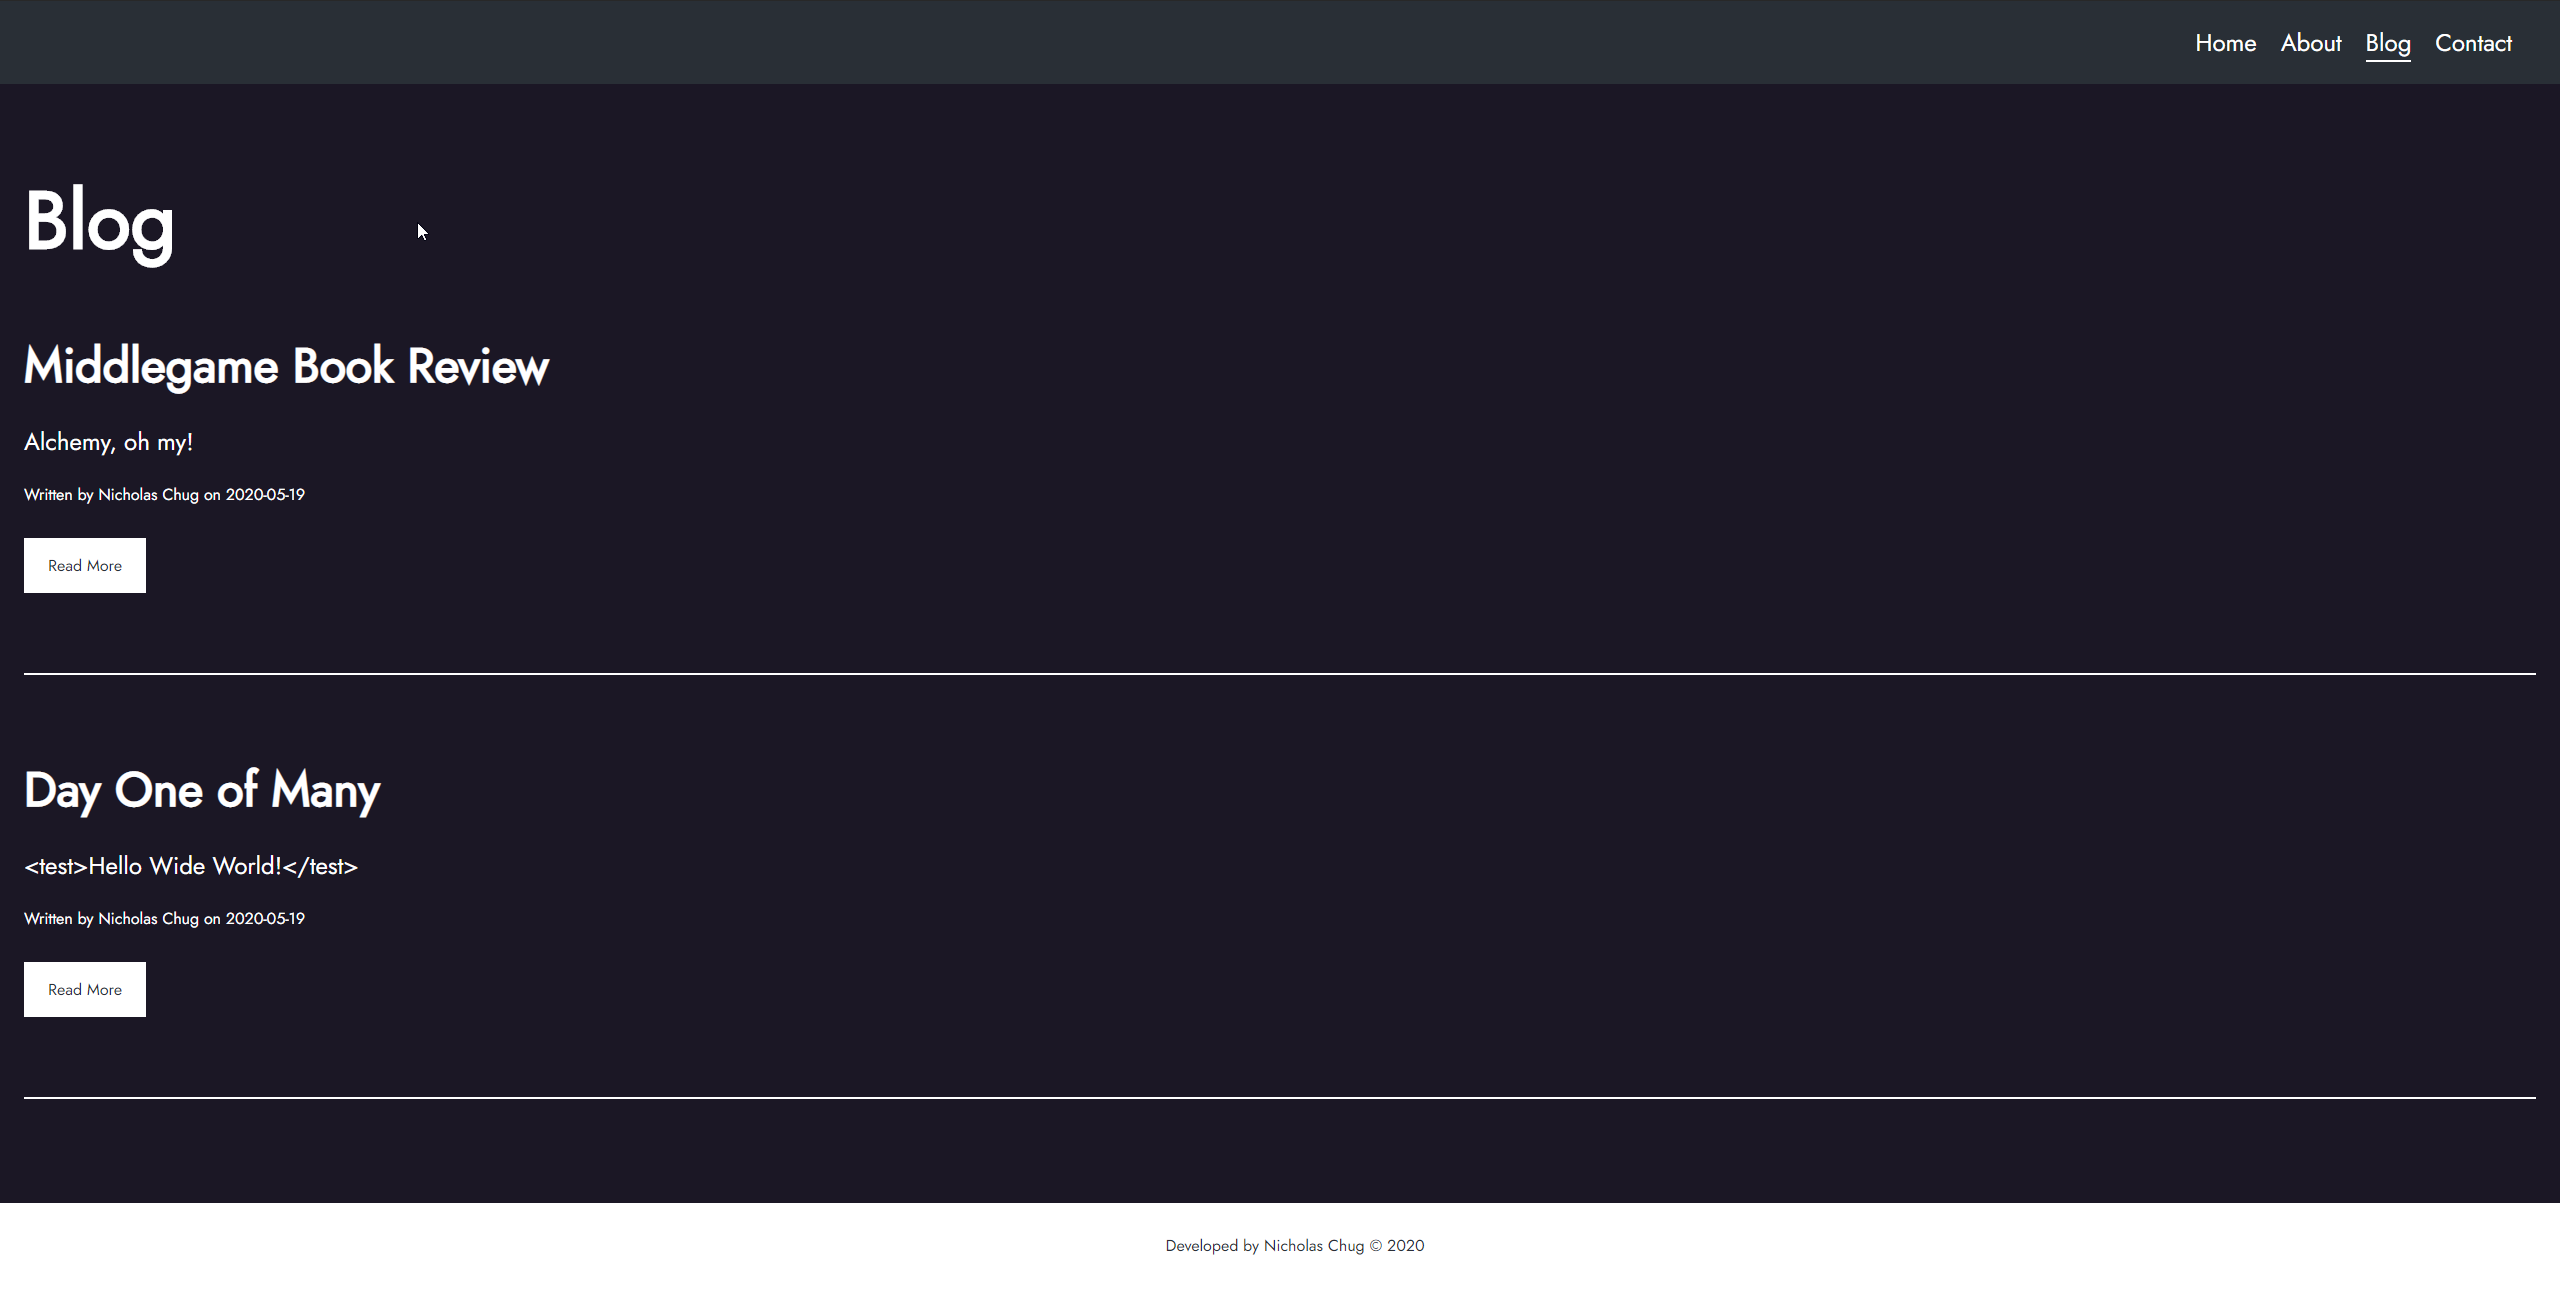 Home About Blog Contact
Blog
Middlegame Book Review
Alchemy, oh my!
Written by Nicholas Chug on 2020-05-19
Read More
Day One of Many
<test>Hello Wide World!</test>
Written by Nicholas Chug on 2020-05-19
Read More
Developed by Nicholas Chug © 2020